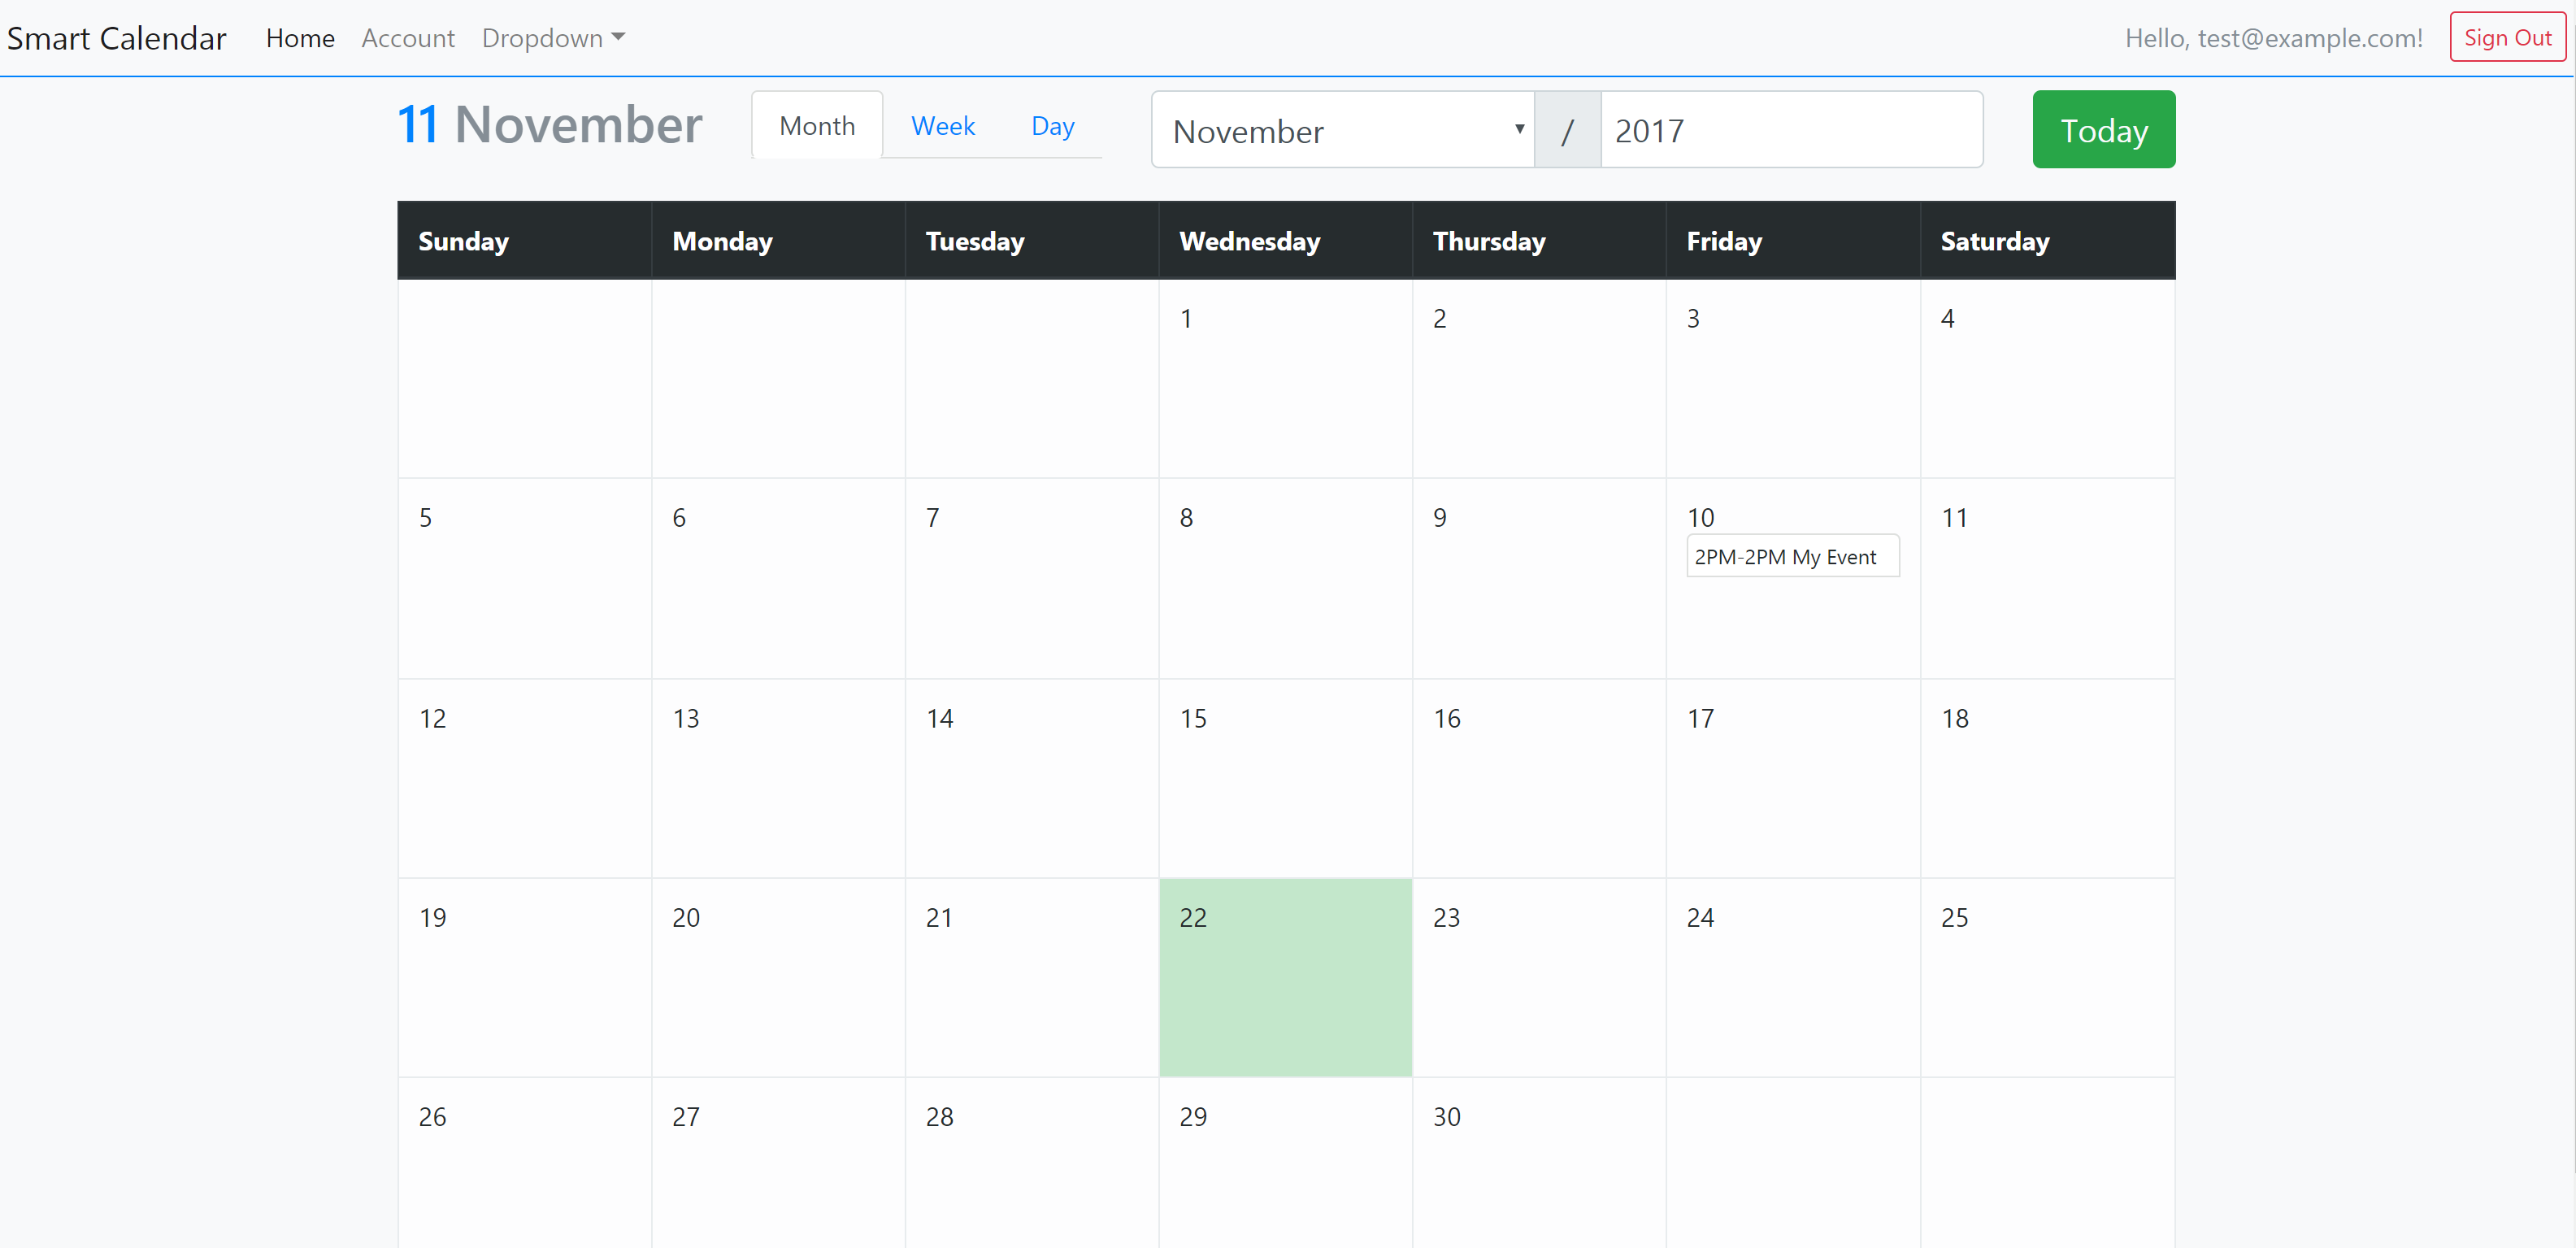 Smart Calendar Home Account Dropdown Hello, test@example.com! Sign Out
11 November Month Week Day November / 2017 Today
Sunday Monday Tuesday Wednesday Thursday Friday Saturday
1 2 3 4
5 6 7 8 9 10 11
2PM-2PM My Event
12 13 14 15 16 17 18
19 20 21 22 23 24 25
26 27 28 29 30